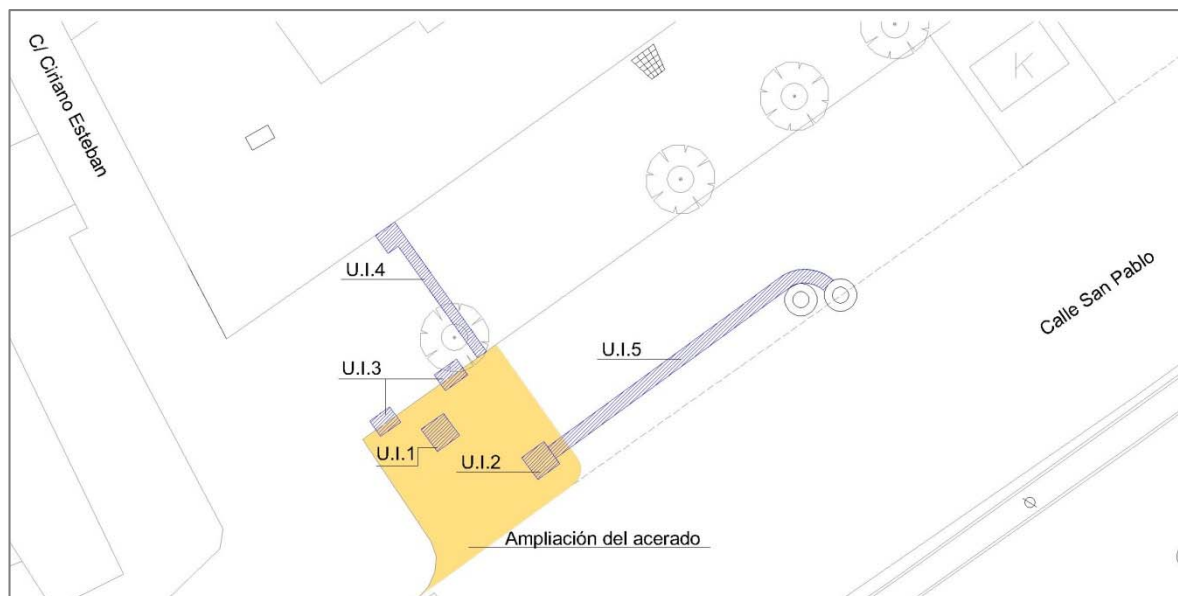 C/ Ciriano Esteban
U.I.4
U.I.3
U.I.5
Calle San Pablo
U.I.1
U.I.2
Ampliación del acerado